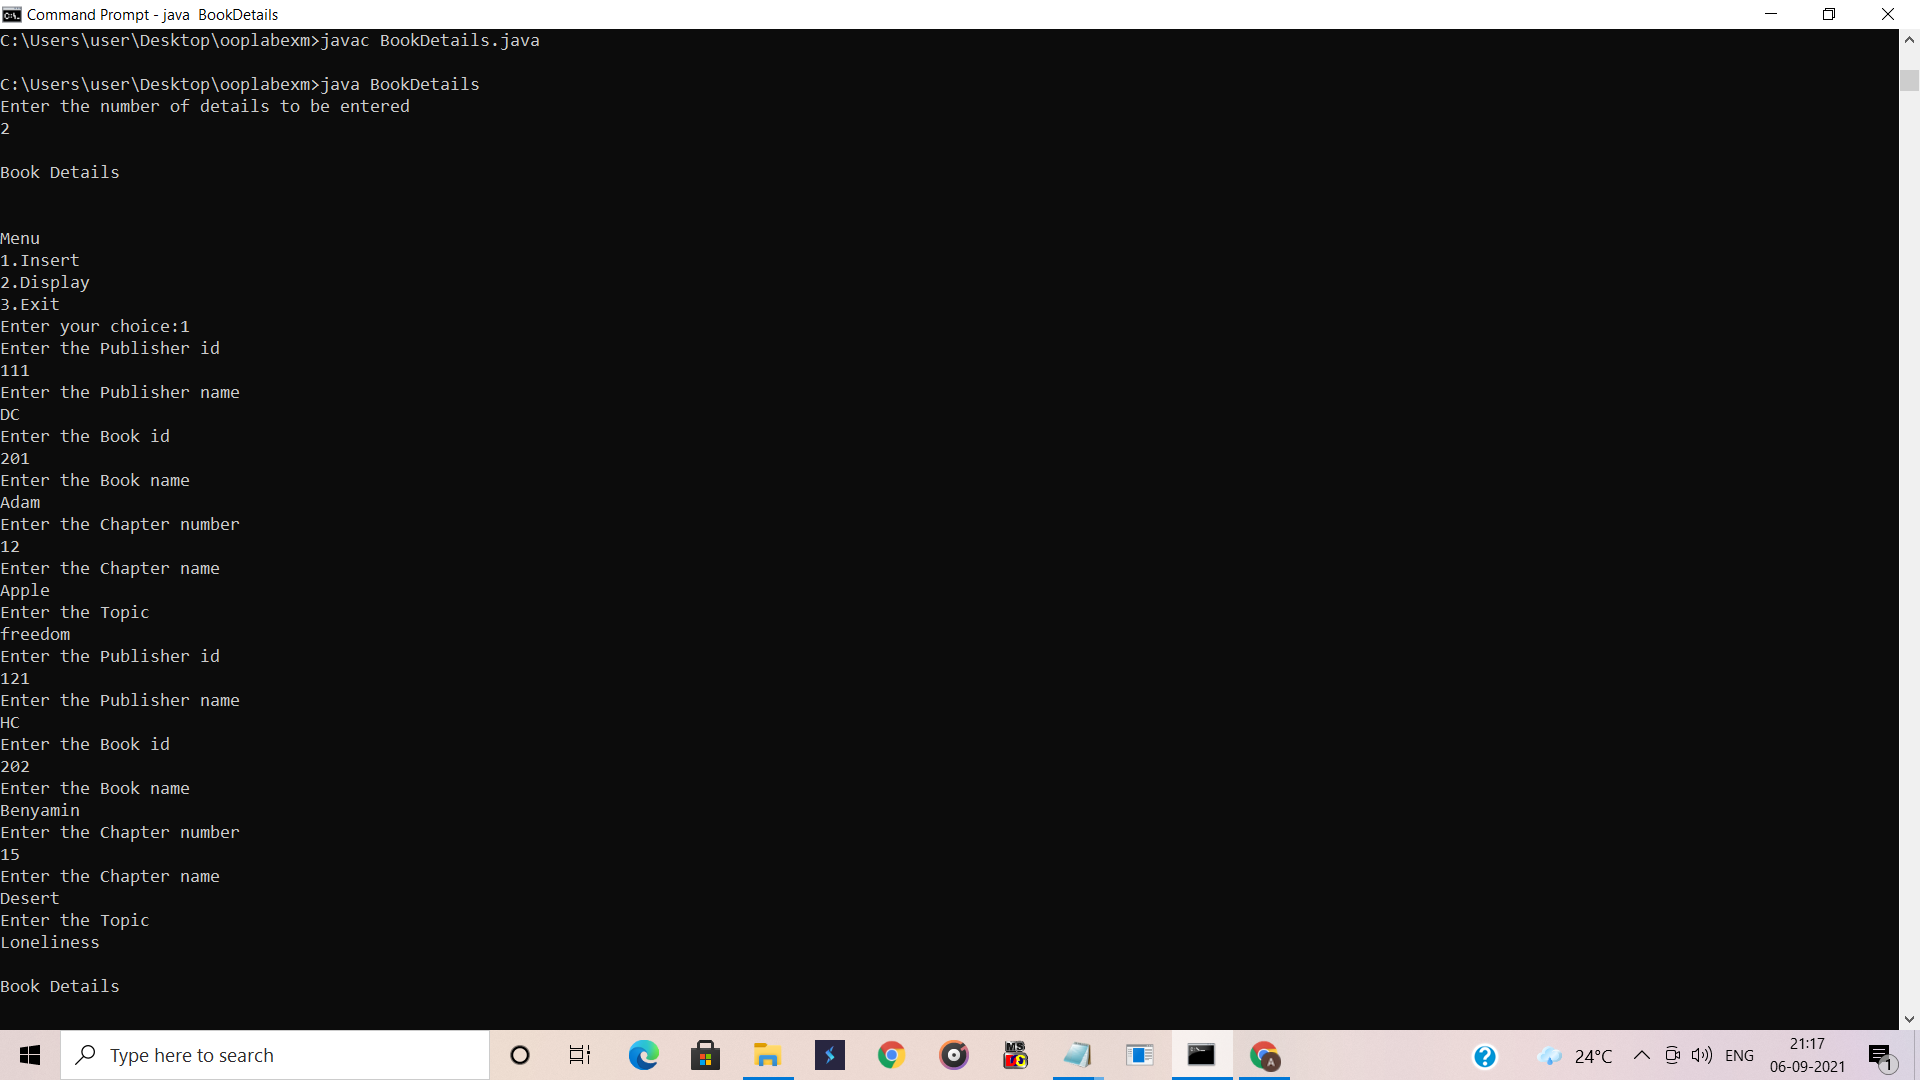 Command Prompt - java  BookDetails
C:\Users\user\Desktop\ooplabexm>javac BookDetails.java
C:\Users\user\Desktop\ooplabexm>java BookDetails
Enter the number of details to be entered
2
Book Details
Menu
1.Insert
2.Display
3.Exit
Enter your choice:1
Enter the Publisher id
111
Enter the Publisher name
DC
Enter the Book id
201
Enter the Book name
Adam
Enter the Chapter number
12
Enter the Chapter name
Apple
Enter the Topic
freedom
Enter the Publisher id
121
Enter the Publisher name
HC
Enter the Book id
202
Enter the Book name
Benyamin
Enter the Chapter number
15
Enter the Chapter name
Desert
Enter the Topic
Loneliness
Book Details
Type here to search
MS
A
24°C
ENG
21:17
06-09-2021
1